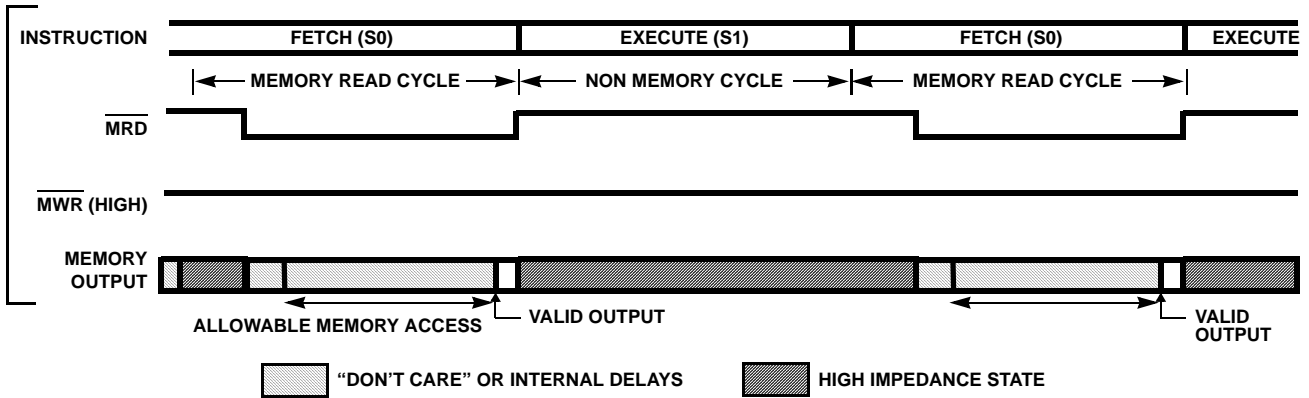 INSTRUCTION FETCH (S0) EXECUTE (S1) FETCH (S0) EXECUTE
MEMORY READ CYCLE NON MEMORY CYCLE MEMORY READ CYCLE
MRD
MWR (HIGH)
MEMORY
OUTPUT
ALLOWABLE MEMORY ACCESS
VALID OUTPUT
VALID
OUTPUT
“DON'T CARE” OR INTERNAL DELAYS
HIGH IMPEDANCE STATE